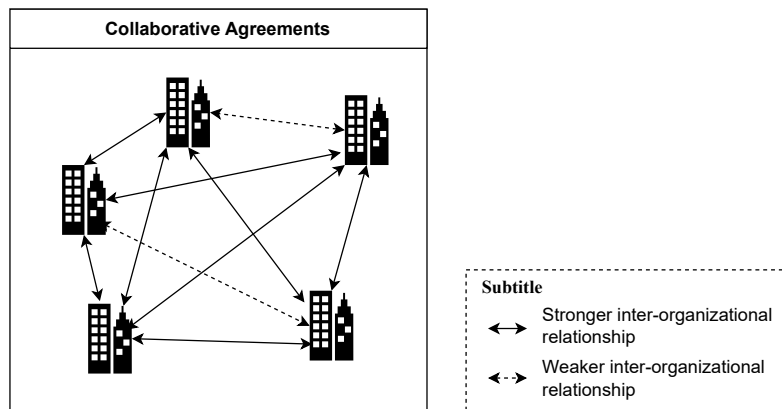 Collaborative Agreements
Subtitle
Stronger inter-organizational
relationship
Weaker inter-organizational
relationship